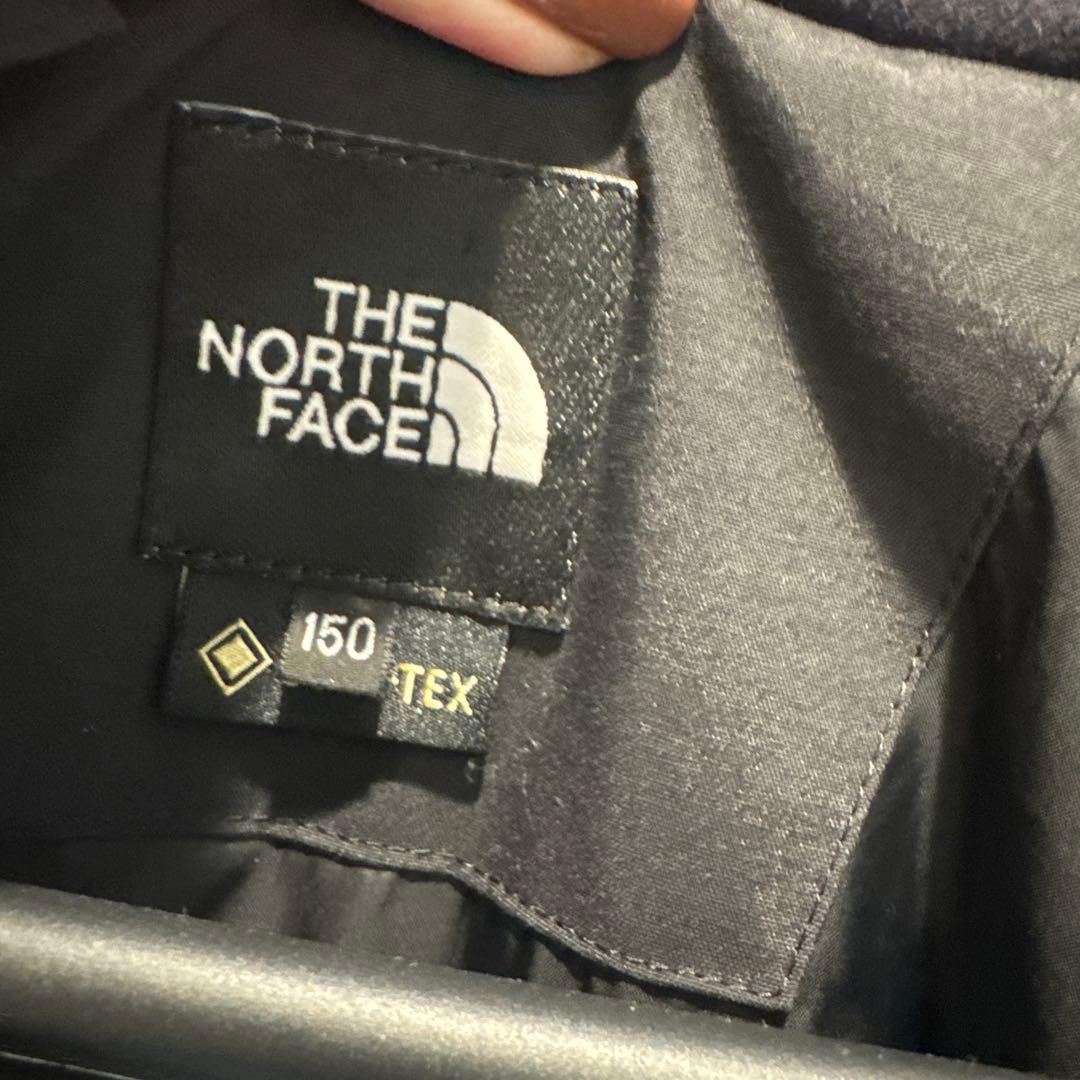 THE
NORTH
FACE
150
-TEX